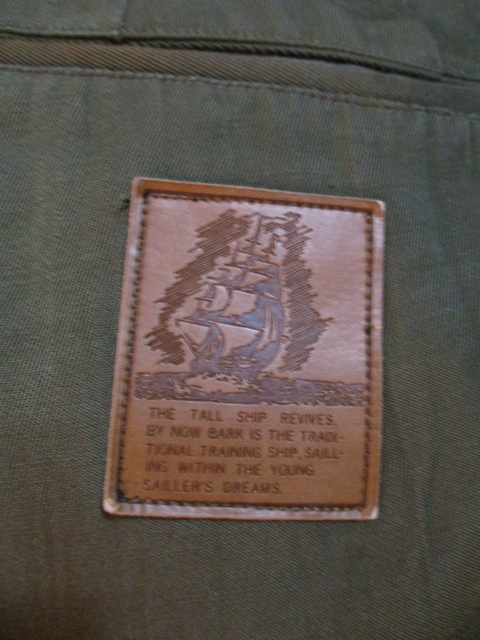 THE TALL SHIP REVIVES.
BY NOW BARK IS THE TRADI-
TIONAL TRAINING SHIP, SAILL-
ING WITHIN THE YOUNG
SAILLER'S DREAMS.